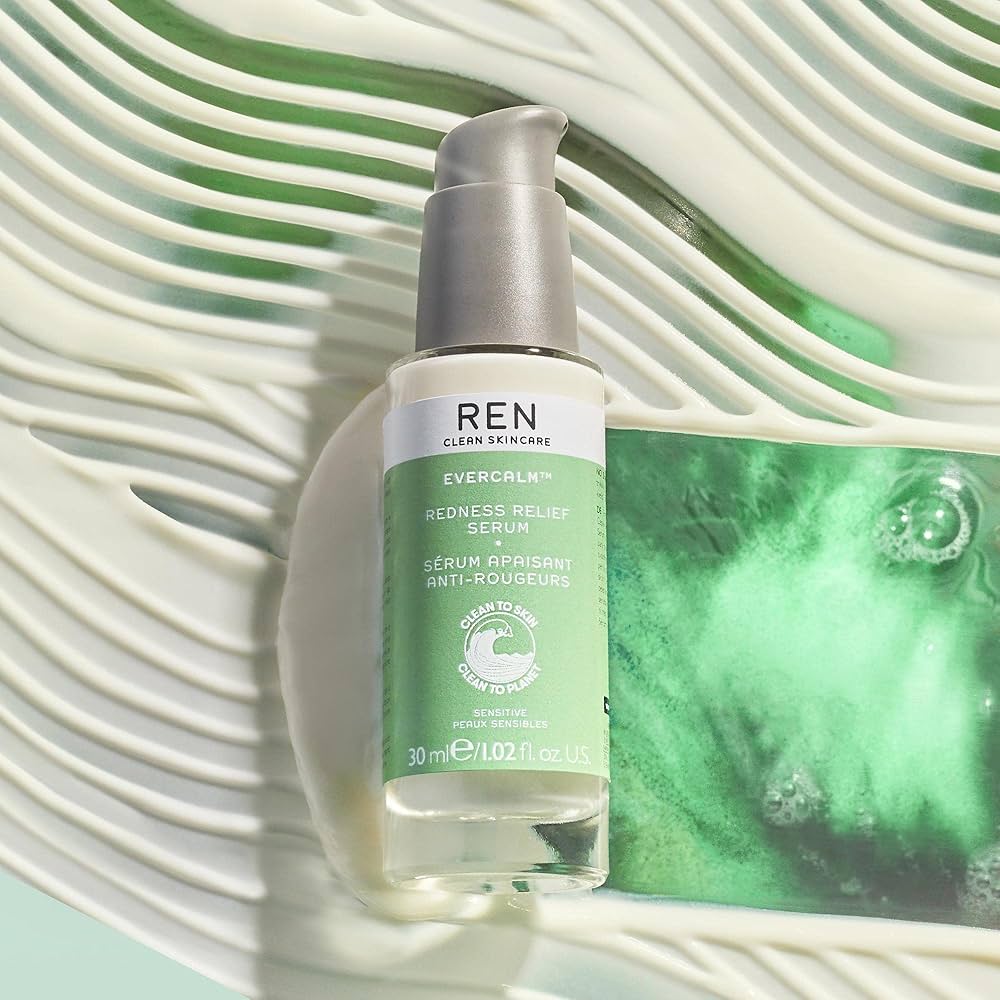 REN
CLEAN SKINCARE
EVERCALM™
REDNESS RELIEF
SERUM
•
SÉRUM APAISANT
ANTI-ROUGEURS
CLEAN TO SKIN
CLEAN TO PLANET
SENSITIVE
PEAUX SENSIBLES
30 ml e/1.02 fl. oz. U.S.